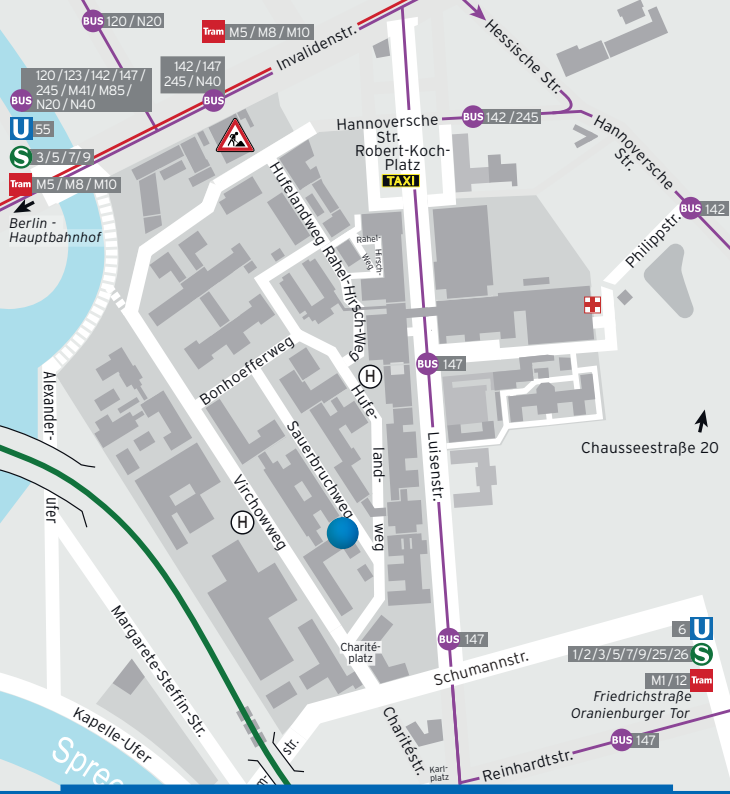 BUS 120 / N20
Tram M5 / M8 / M10
Invalidenstr.
Hessische Str.
120 / 123 / 142 / 147 /
245 / M41 / M85 /
BUS N20 / N40
142 / 147
245 / N40
BUS
U 55
S 3/5/7/9
Tram M5 / M8 / M10
Berlin -
Hauptbahnhof
Hannoversche
Str.
Robert-Koch-
Platz
TAXI
BUS 142 / 245
Hannoversche
Str.
BUS 142
Philippstr.
Hufelandweg
Rahel-Hirsch-We
g
Rahel-
Hirsch-
Weg
Bonhoefferweg
H
BUS 147
Hufe-
land-
weg
Luisenstr.
Chausseestraße 20
Alexander-
ufer
Sauerbruchweg
Virchowweg
H
Charité-
platz
BUS 147
Schumannstr.
6 U
1/2/3/5/7/9/25/26 S
M1 / 12 Tram
Friedrichstraße
Oranienburger Tor
BUS 147
Reinhardtstr.
Margarete-Steffin-Str.
Kapelle-Ufer
Charitéstr.
Karl-
platz
str.
m-
Spree